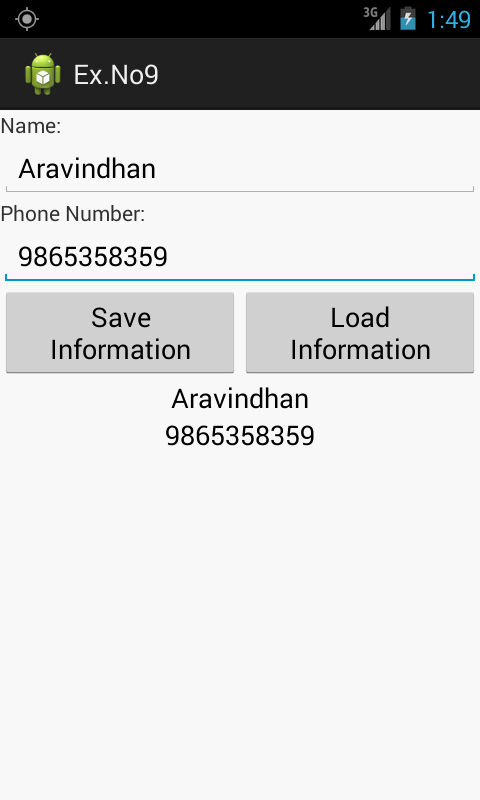 3G 1:49
Ex.No9
Name:
Aravindhan
Phone Number:
9865358359
Save
Information
Load
Information
Aravindhan
9865358359